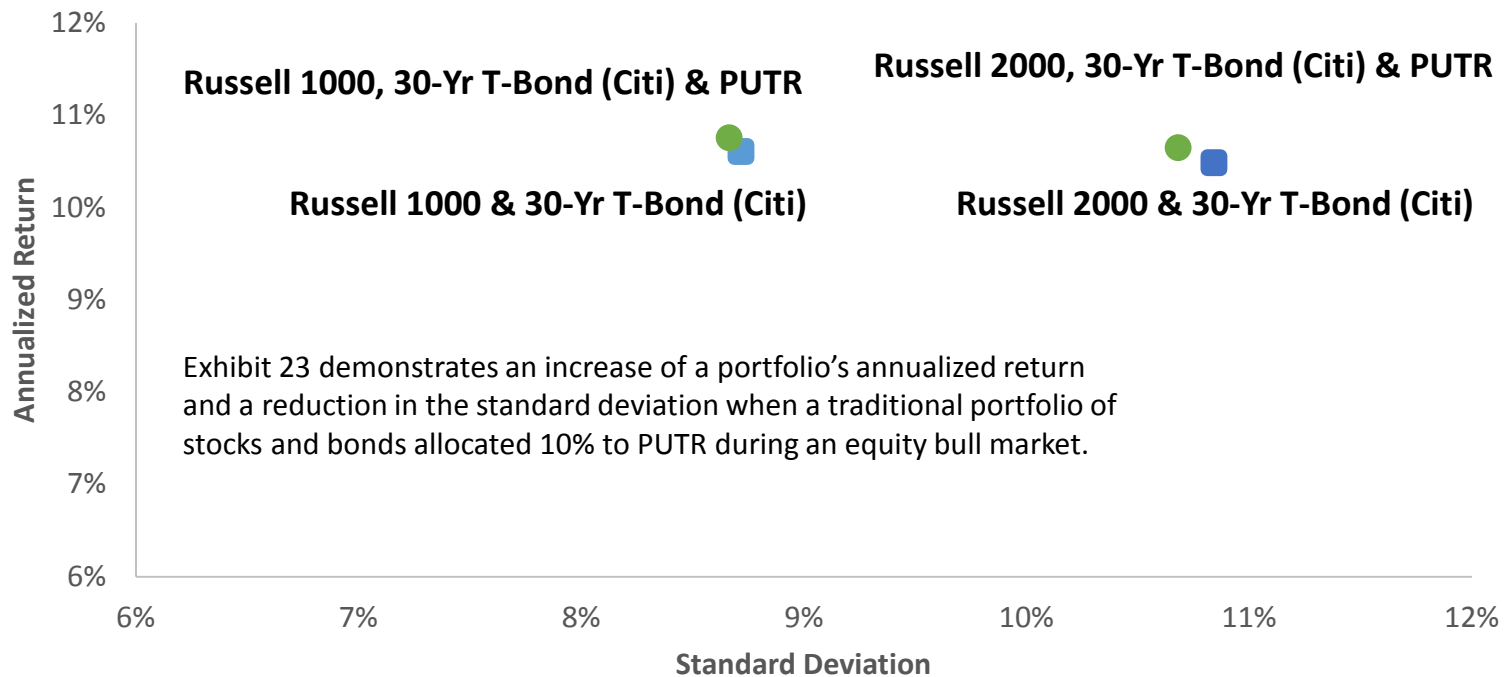 12%
Russell 1000, 30-Yr T-Bond (Citi) & PUTR
Russell 2000, 30-Yr T-Bond (Citi) & PUTR
11%
Russell 1000 & 30-Yr T-Bond (Citi)
Russell 2000 & 30-Yr T-Bond (Citi)
10%
9%
Exhibit 23 demonstrates an increase of a portfolio’s annualized return
and a reduction in the standard deviation when a traditional portfolio of
stocks and bonds allocated 10% to PUTR during an equity bull market.
8%
7%
6%
Annualized Return
6% 7% 8% 9% 10% 11% 12%
Standard Deviation